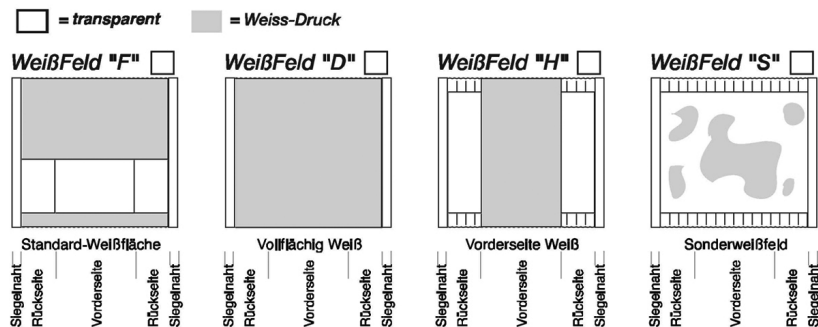 = transparent = Weiss-Druck
WeißFeld "F" WeißFeld "D" WeißFeld "H" WeißFeld "S"
Standard-Weißfläche Vollflächig Weiß Vorderseite Weiß Sonderweißfeld
Siegelnaht Rückseite Vorderseite Rückseite Siegelnaht Siegelnaht Rückseite Vorderseite Rückseite Siegelnaht Siegelnaht Rückseite Vorderseite Rückseite Siegelnaht Siegelnaht Rückseite Vorderseite Rückseite Siegelnaht